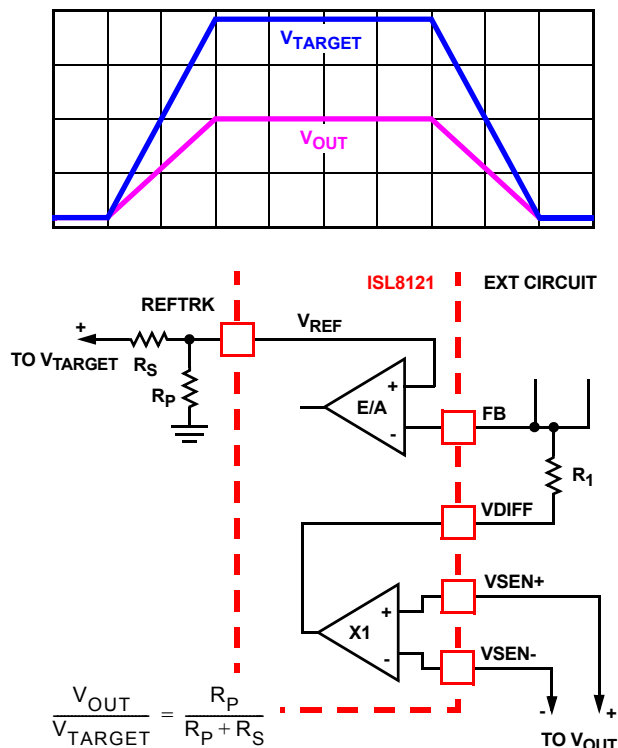 VTARGET
VOUT
ISL8121 EXT CIRCUIT
REFTRK
VREF
+
TO VTARGET
RS
RP
+
E/A
-
FB
R1
VDIFF
VSEN+
+
X1
-
VSEN-
- +
TO VOUT
VOUT / VTARGET = RP / RP + RS